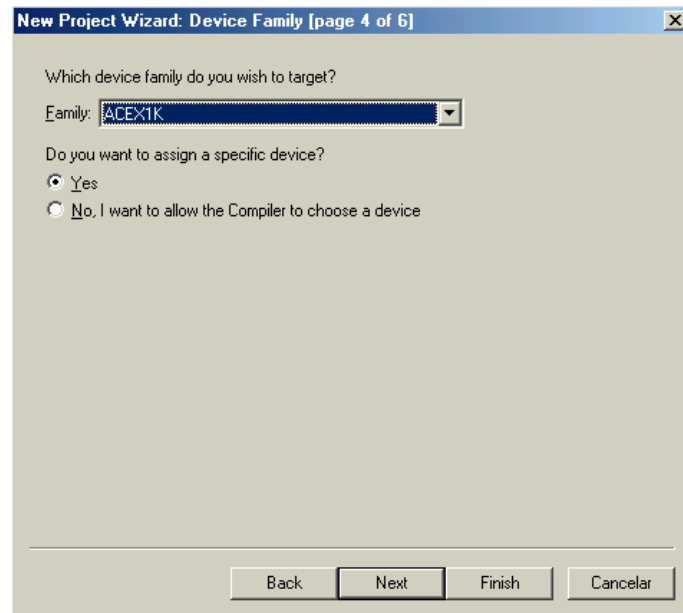 New Project Wizard: Device Family [page 4 of 6]
Which device family do you wish to target?
Family: ACEX1K
Do you want to assign a specific device?
Yes
No, I want to allow the Compiler to choose a device
Back Next Finish Cancelar